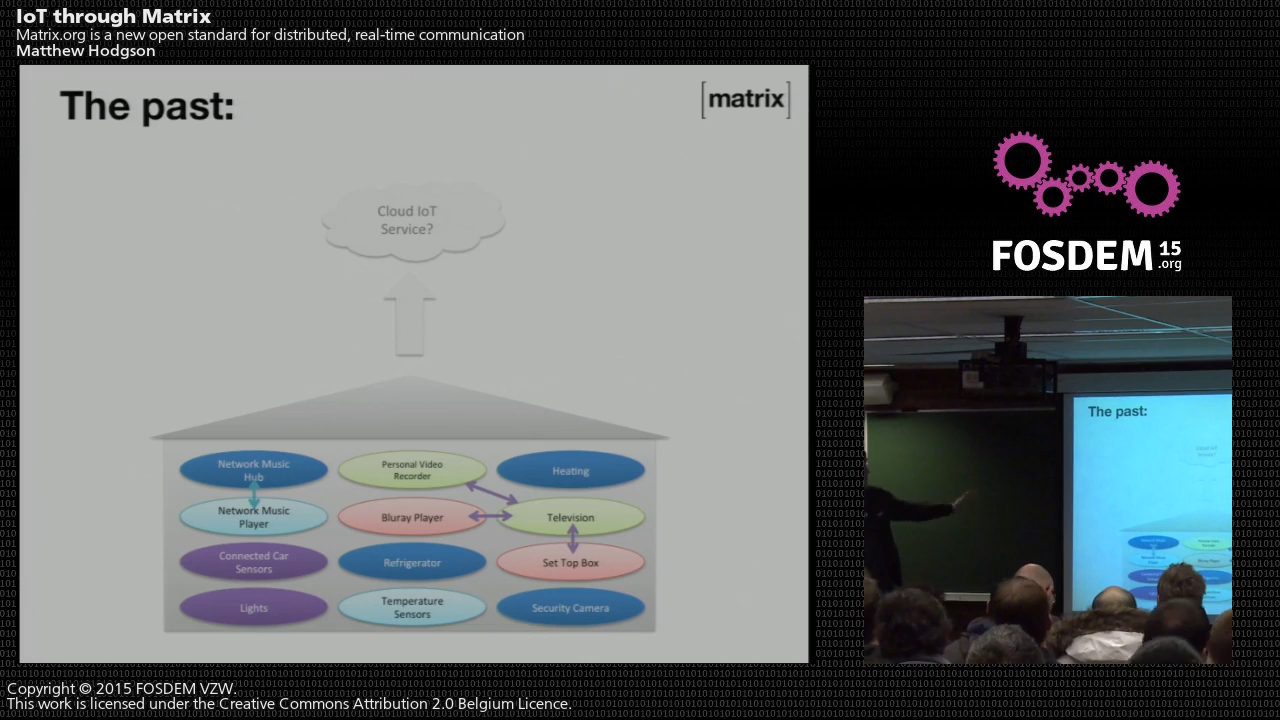 IoT through Matrix
Matrix.org is a new open standard for distributed, real-time communication
Matthew Hodgson
The past:
[matrix]
Cloud IoT
Service?
Network Music
Hub
Personal Video
Recorder
Heating
Network Music
Player
Bluray Player
Television
Connected Car
Sensors
Refrigerator
Set Top Box
Lights
Temperature
Sensors
Security Camera
FOSDEM 15
.org
The past:
Copyright © 2015 FOSDEM VZW.
This work is licensed under the Creative Commons Attribution 2.0 Belgium Licence.